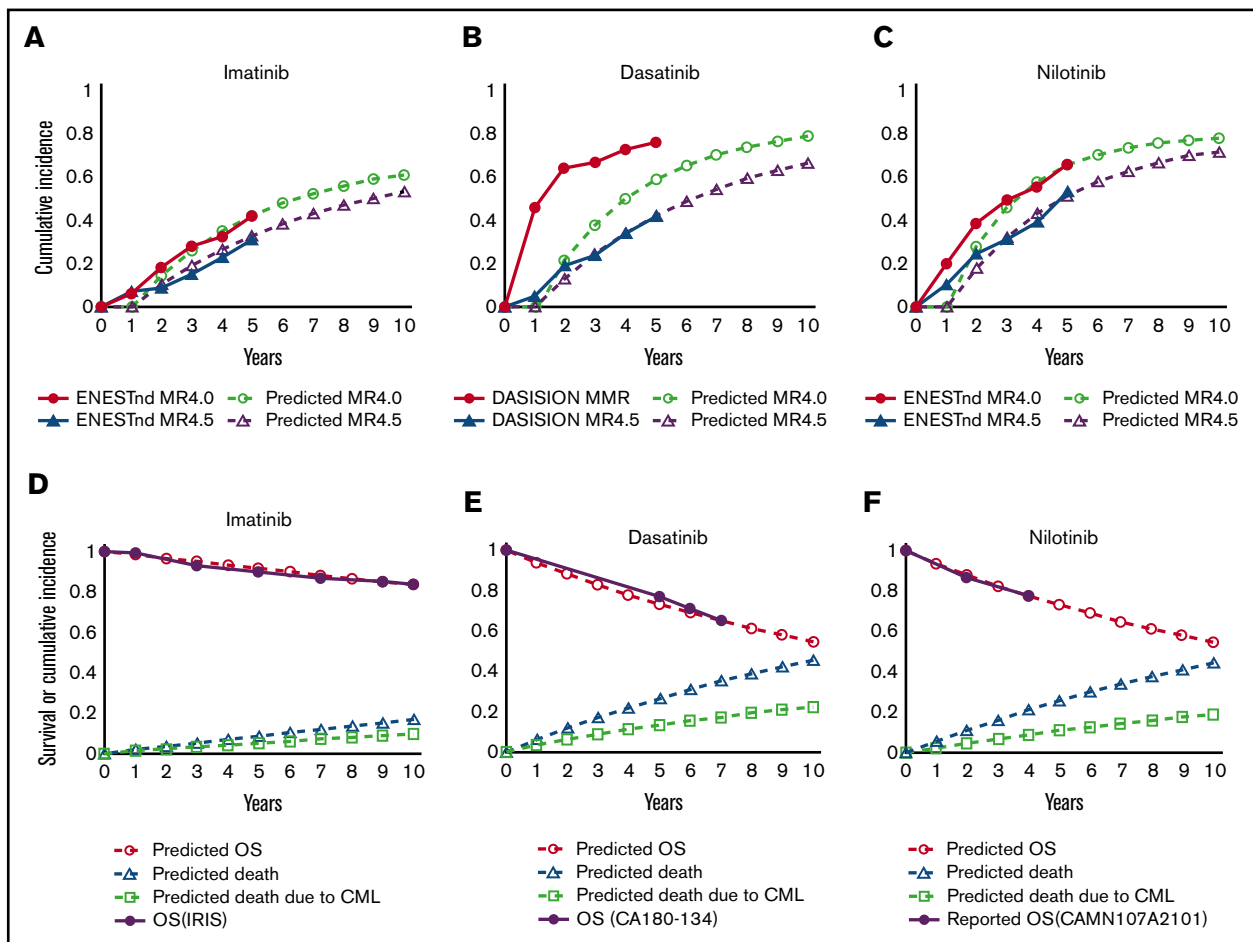 A
B
C
Imatinib
Dasatinib
Nilotinib
Cumulative incidence
1
0.8
0.6
0.4
0.2
0
0 1 2 3 4 5 6 7 8 9 10
Years
1
0.8
0.6
0.4
0.2
0
0 1 2 3 4 5 6 7 8 9 10
Years
1
0.8
0.6
0.4
0.2
0
0 1 2 3 4 5 6 7 8 9 10
Years
ENESTnd MR4.0 Predicted MR4.0
ENESTnd MR4.5 Predicted MR4.5
DASISION MMR Predicted MR4.0
DASISION MR4.5 Predicted MR4.5
ENESTnd MR4.0 Predicted MR4.0
ENESTnd MR4.5 Predicted MR4.5
D
E
F
Imatinib
Dasatinib
Nilotinib
Survival or cumulative incidence
1
0.8
0.6
0.4
0.2
0
0 1 2 3 4 5 6 7 8 9 10
Years
1
0.8
0.6
0.4
0.2
0
0 1 2 3 4 5 6 7 8 9 10
Years
1
0.8
0.6
0.4
0.2
0
0 1 2 3 4 5 6 7 8 9 10
Years
Predicted OS
Predicted death
Predicted death due to CML
OS(IRIS)
Predicted OS
Predicted death
Predicted death due to CML
OS (CA180-134)
Predicted OS
Predicted death
Predicted death due to CML
Reported OS(CAMN107A2101)